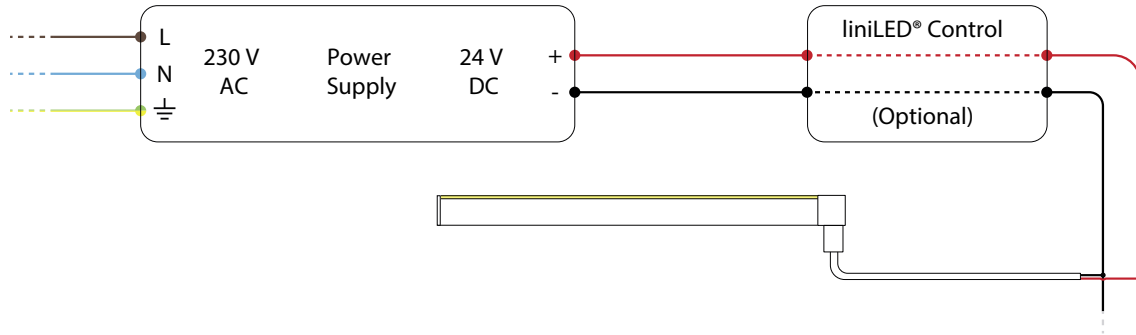 L
N
230 V
AC
Power
Supply
24 V
DC
+
-
liniLED® Control
(Optional)